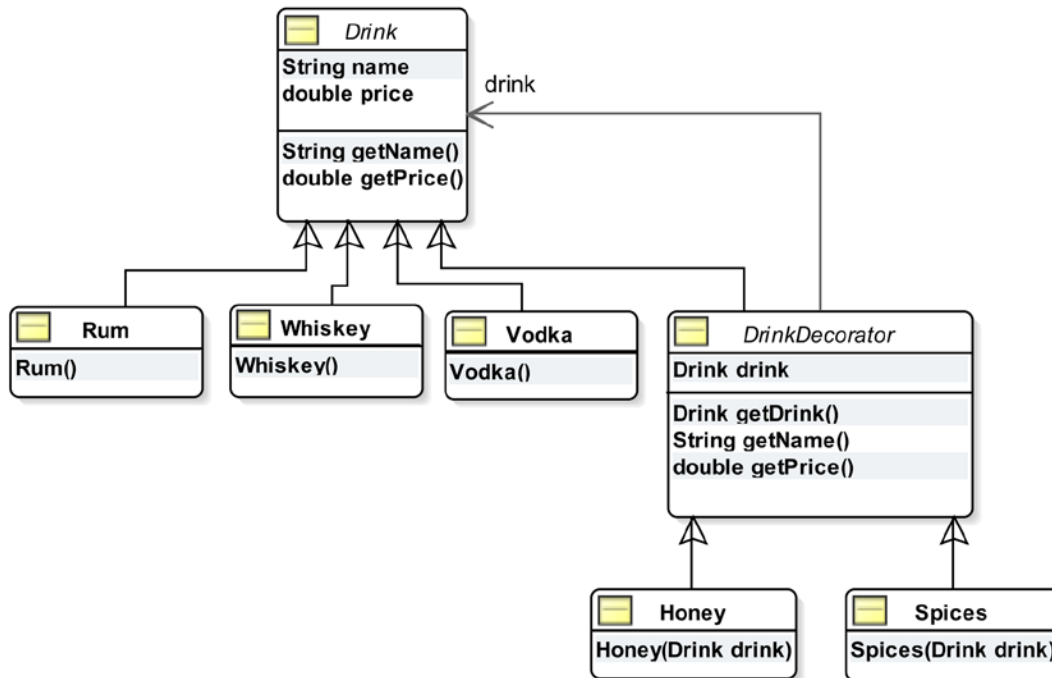 Drink
String name
double price
String getName()
double getPrice()
drink
Rum
Rum()
Whiskey
Whiskey()
Vodka
Vodka()
DrinkDecorator
Drink drink
Drink getDrink()
String getName()
double getPrice()
Honey
Honey(Drink drink)
Spices
Spices(Drink drink)